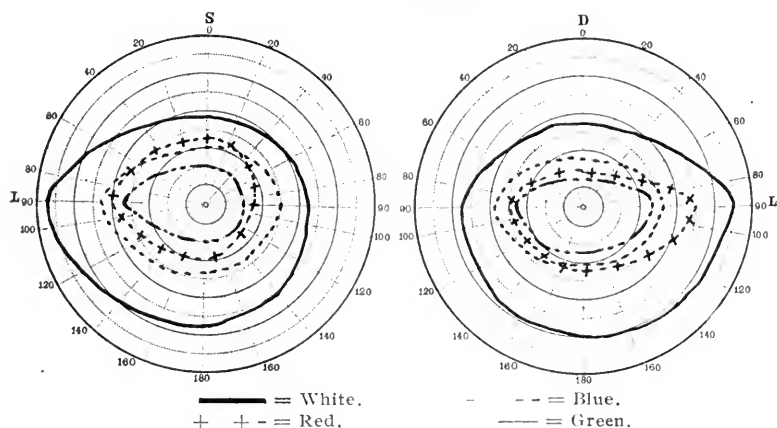 S D
0 0
20 20 20 20
40 40 40 40
60 60 60 60
80 80 80 80
L 90 90 90 90 L
100 100 100 100
120 120 120 120
140 140 140 140
160 160 160 160
180 180
= White. - - - = Blue.
+ + - = Red. = Green.